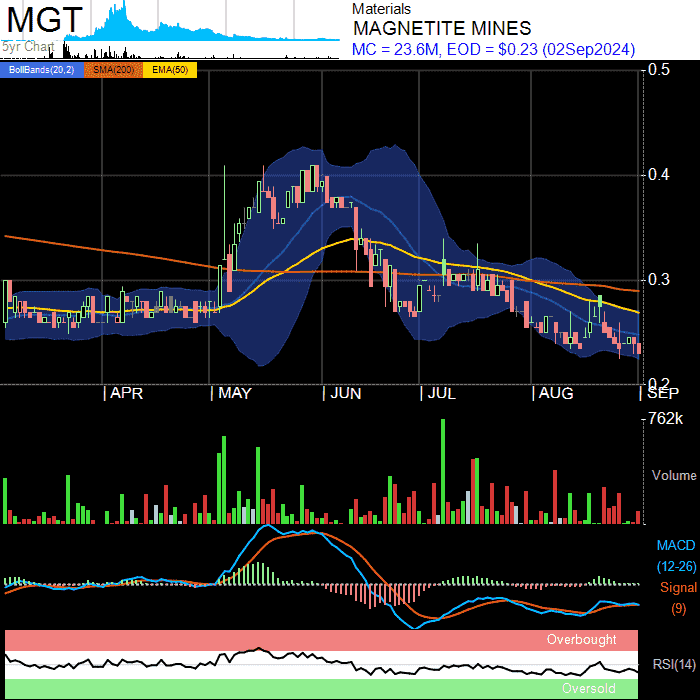 MGT
5yr Chart
Materials
MAGNETITE MINES
MC = 23.6M, EOD = $0.23 (02Sep2024)
BollBands(20,2) SMA(200) EMA(50)
0.5
0.4
0.3
0.2
| APR | MAY | JUN | JUL | AUG | SEP
762k
Volume
MACD
(12-26)
Signal
(9)
Overbought
RSI(14)
Oversold